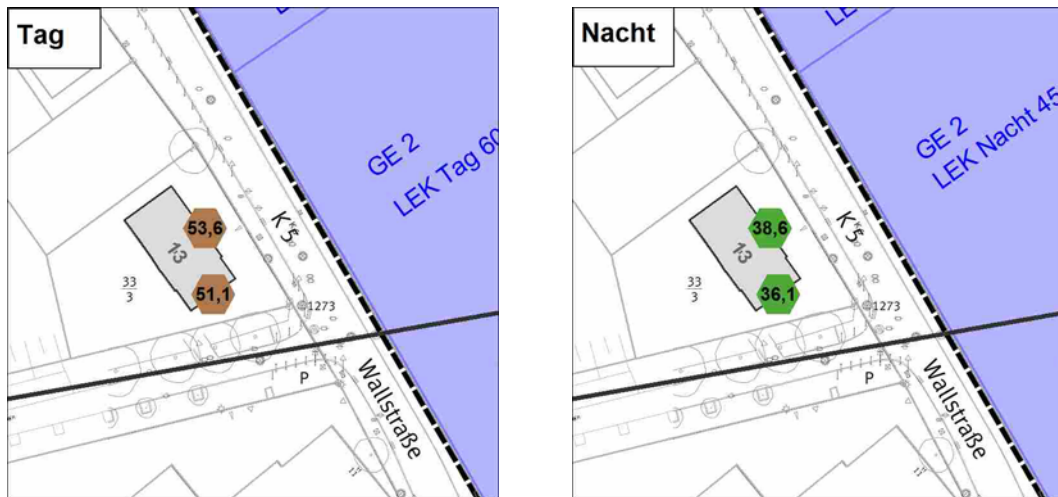 Tag
GE 2
LEK Tag 60
53,6
K 5
13
51,1
33
3
1273
P
Wallstraße
Nacht
GE 2
LEK Nacht 45
38,6
K 5
13
36,1
33
3
1273
P
Wallstraße